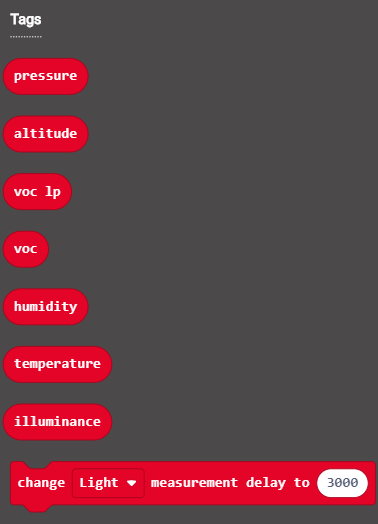 Tags
pressure
altitude
voc lp
voc
humidity
temperature
illuminance
change Light measurement delay to 3000